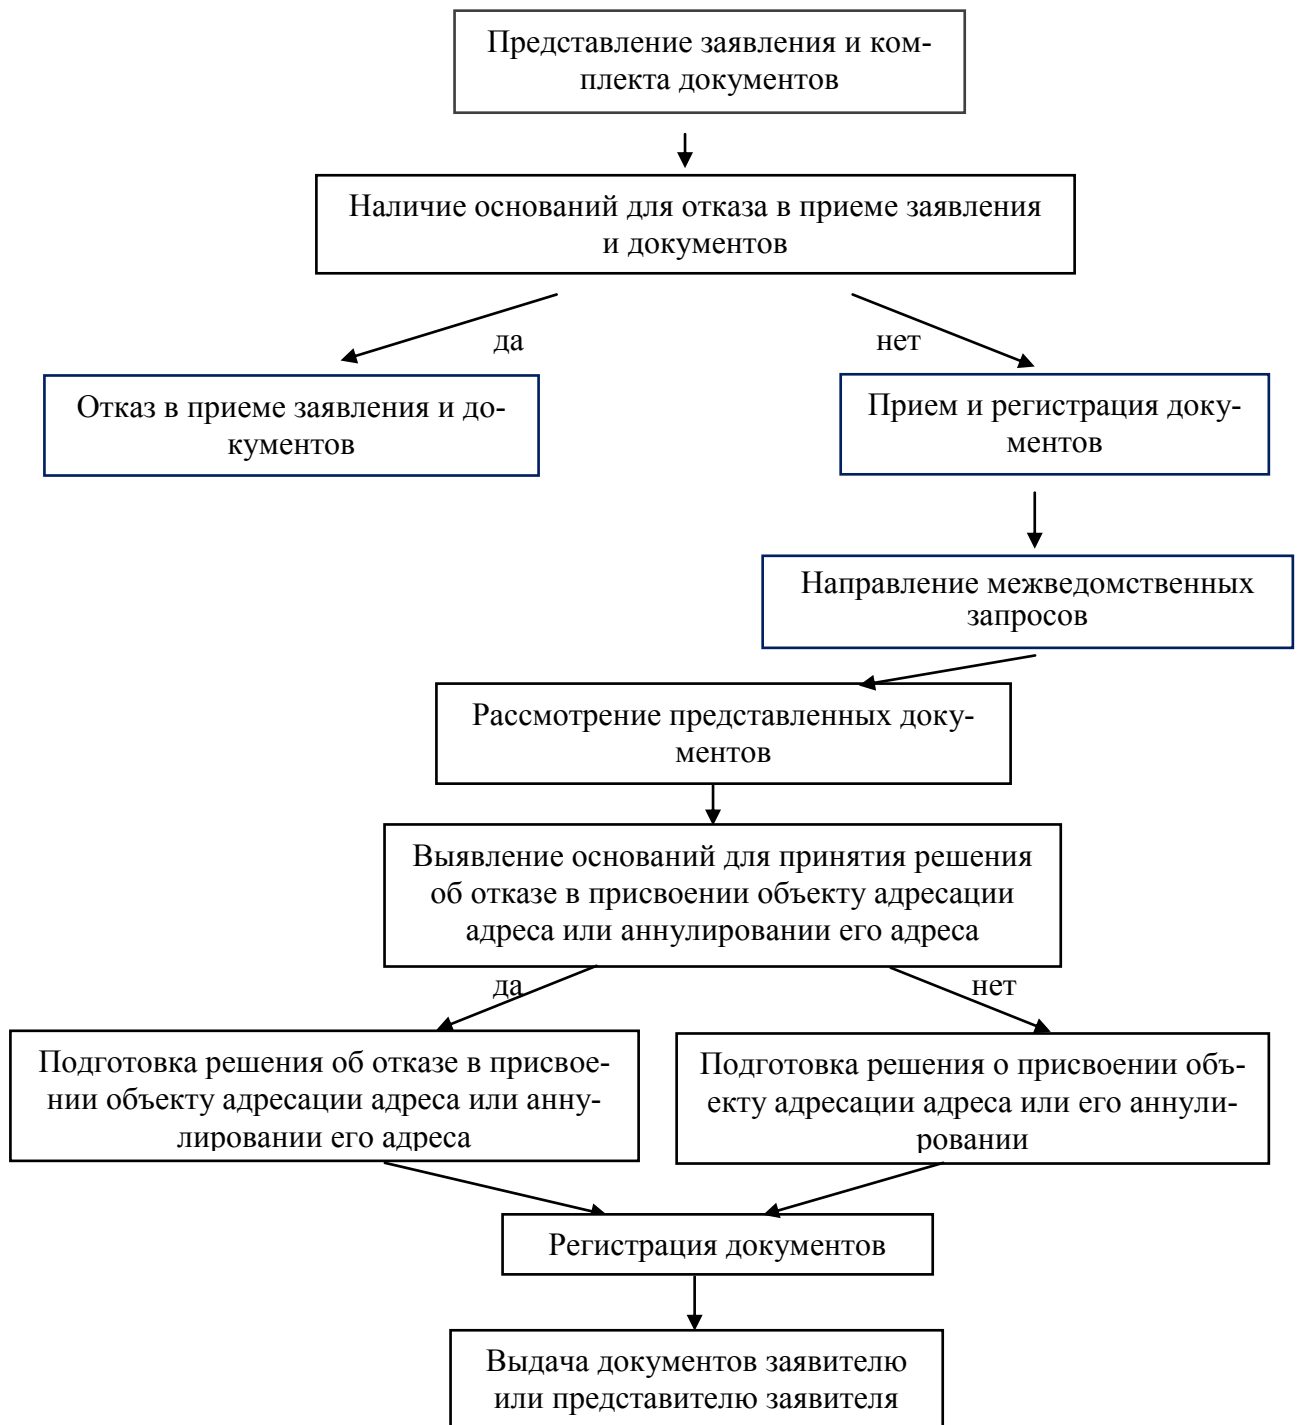 Представление заявления и ком-
плекта документов
Наличие оснований для отказа в приеме заявления
и документов
да
нет
Отказ в приеме заявления и до-
кументов
Прием и регистрация доку-
ментов
Направление межведомственных
запросов
Рассмотрение представленных доку-
ментов
Выявление оснований для принятия решения
об отказе в присвоении объекту адресации
адреса или аннулировании его адреса
да
нет
Подготовка решения об отказе в присвое-
нии объекту адресации адреса или анну-
лировании его адреса
Подготовка решения о присвоении объ-
екту адресации адреса или его аннули-
ровании
Регистрация документов
Выдача документов заявителю
или представителю заявителя